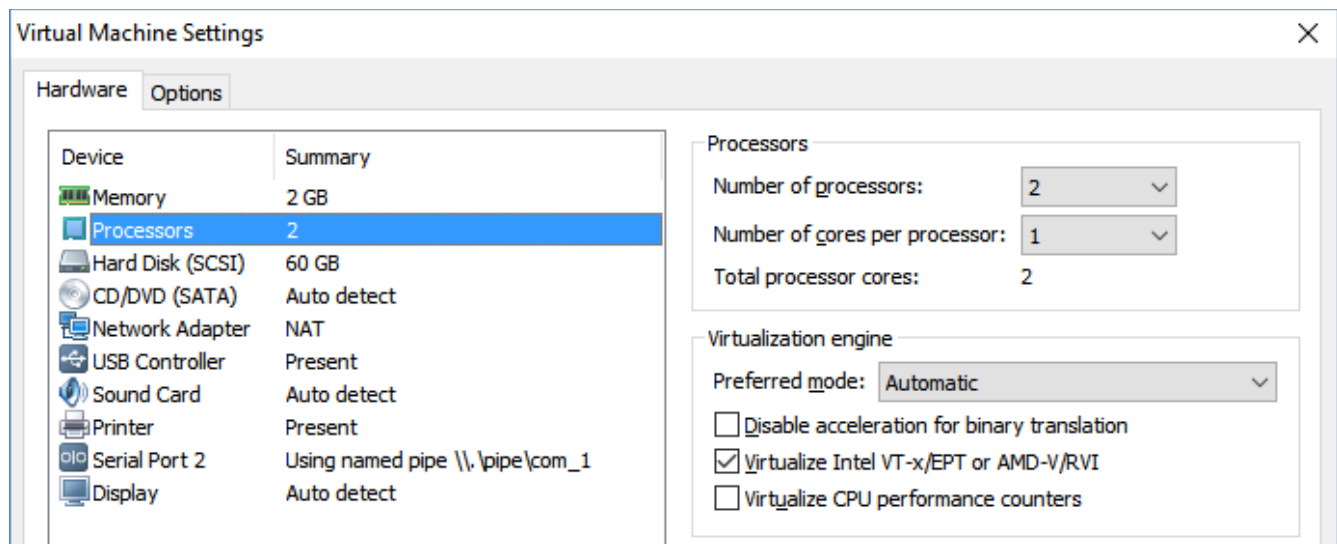 Virtual Machine Settings
Hardware Options
Device Summary
Memory 2 GB
Processors 2
Hard Disk (SCSI) 60 GB
CD/DVD (SATA) Auto detect
Network Adapter NAT
USB Controller Present
Sound Card Auto detect
Printer Present
Serial Port 2 Using named pipe \\.\pipe\com_1
Display Auto detect
Processors
Number of processors: 2
Number of cores per processor: 1
Total processor cores: 2
Virtualization engine
Preferred mode: Automatic
Disable acceleration for binary translation
Virtualize Intel VT-x/EPT or AMD-V/RVI
Virtualize CPU performance counters